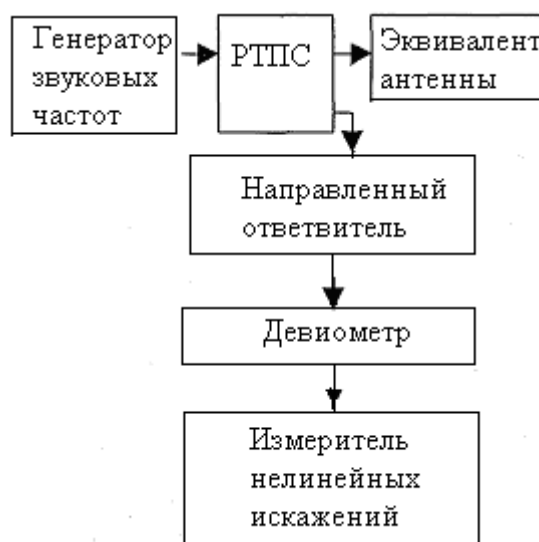 Генератор
звуковых
частот
РТПС
Эквивалент
антенны
Направленный
ответвитель
Девиометр
Измеритель
нелинейных
искажений